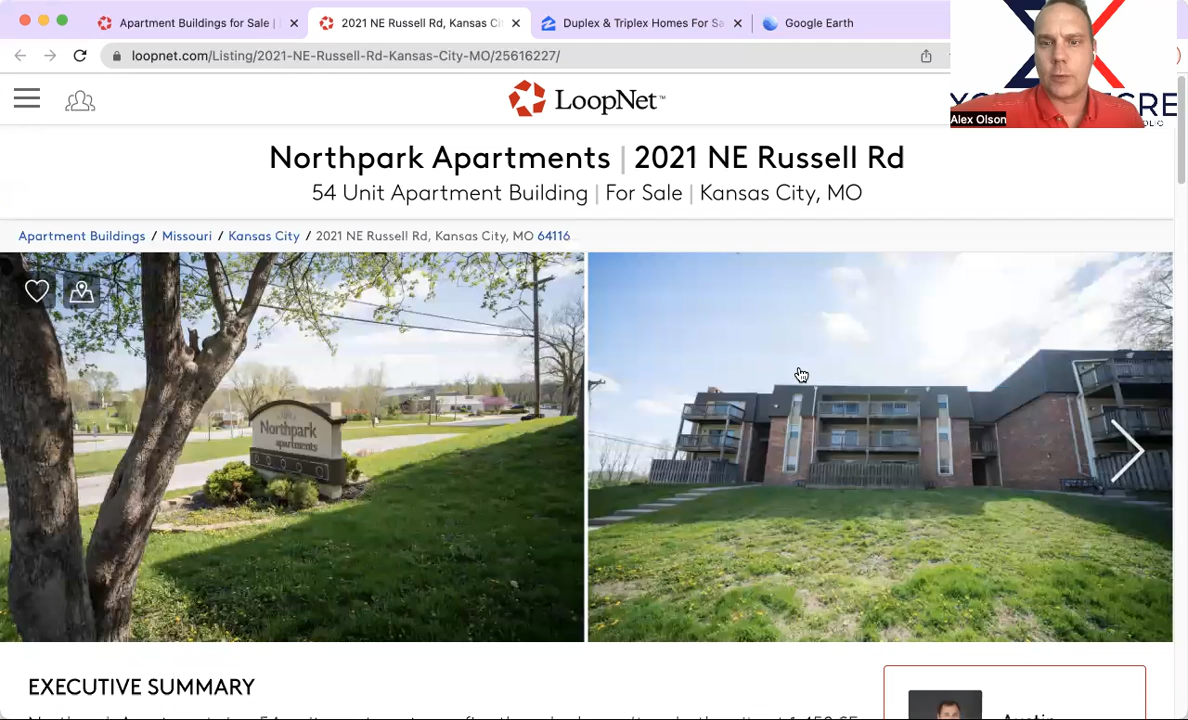 Apartment Buildings for Sale |
2021 NE Russell Rd, Kansas Ci
Duplex & Triplex Homes For Sa
Google Earth
loopnet.com/Listing/2021-NE-Russell-Rd-Kansas-City-MO/25616227/
LoopNet™
Alex Olson
Northpark Apartments | 2021 NE Russell Rd
54 Unit Apartment Building | For Sale | Kansas City, MO
Apartment Buildings / Missouri / Kansas City / 2021 NE Russell Rd, Kansas City, MO 64116
Northpark
apartments
EXECUTIVE SUMMARY
Austin